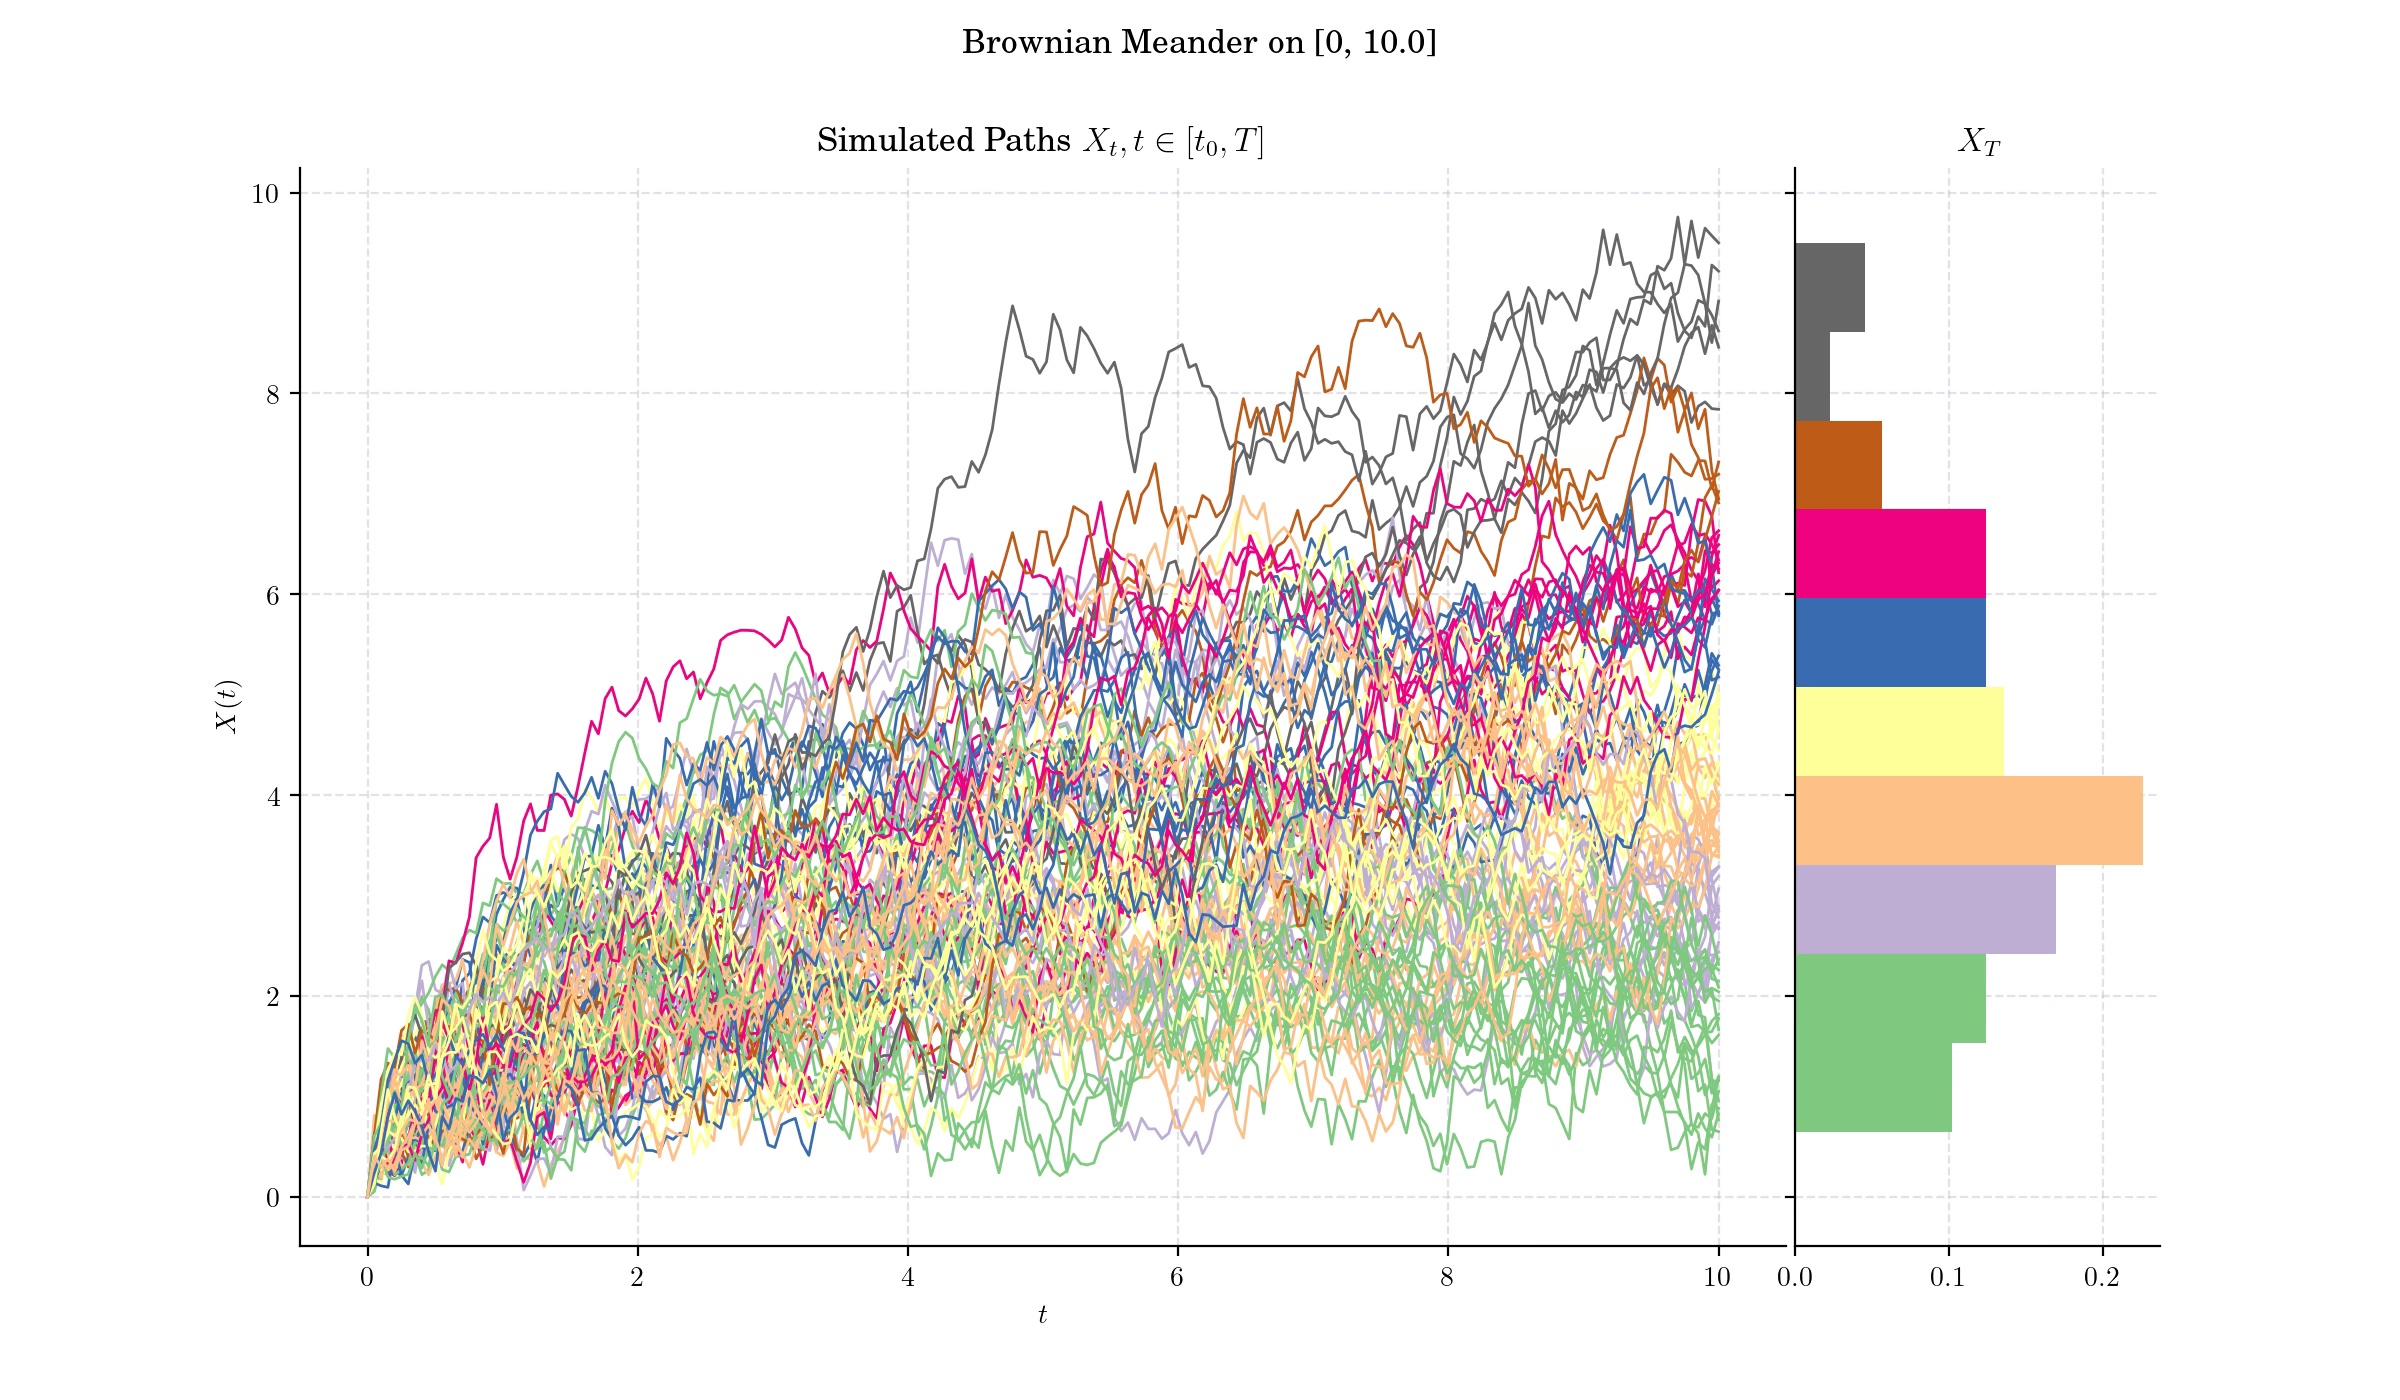 Brownian Meander on [0, 10.0]
Simulated Paths $X_t, t \in [t_0, T]$
$X_T$
10
8
6
4
2
0
$X(t)$
0 2 4 6 8 10
0.0 0.1 0.2
$t$